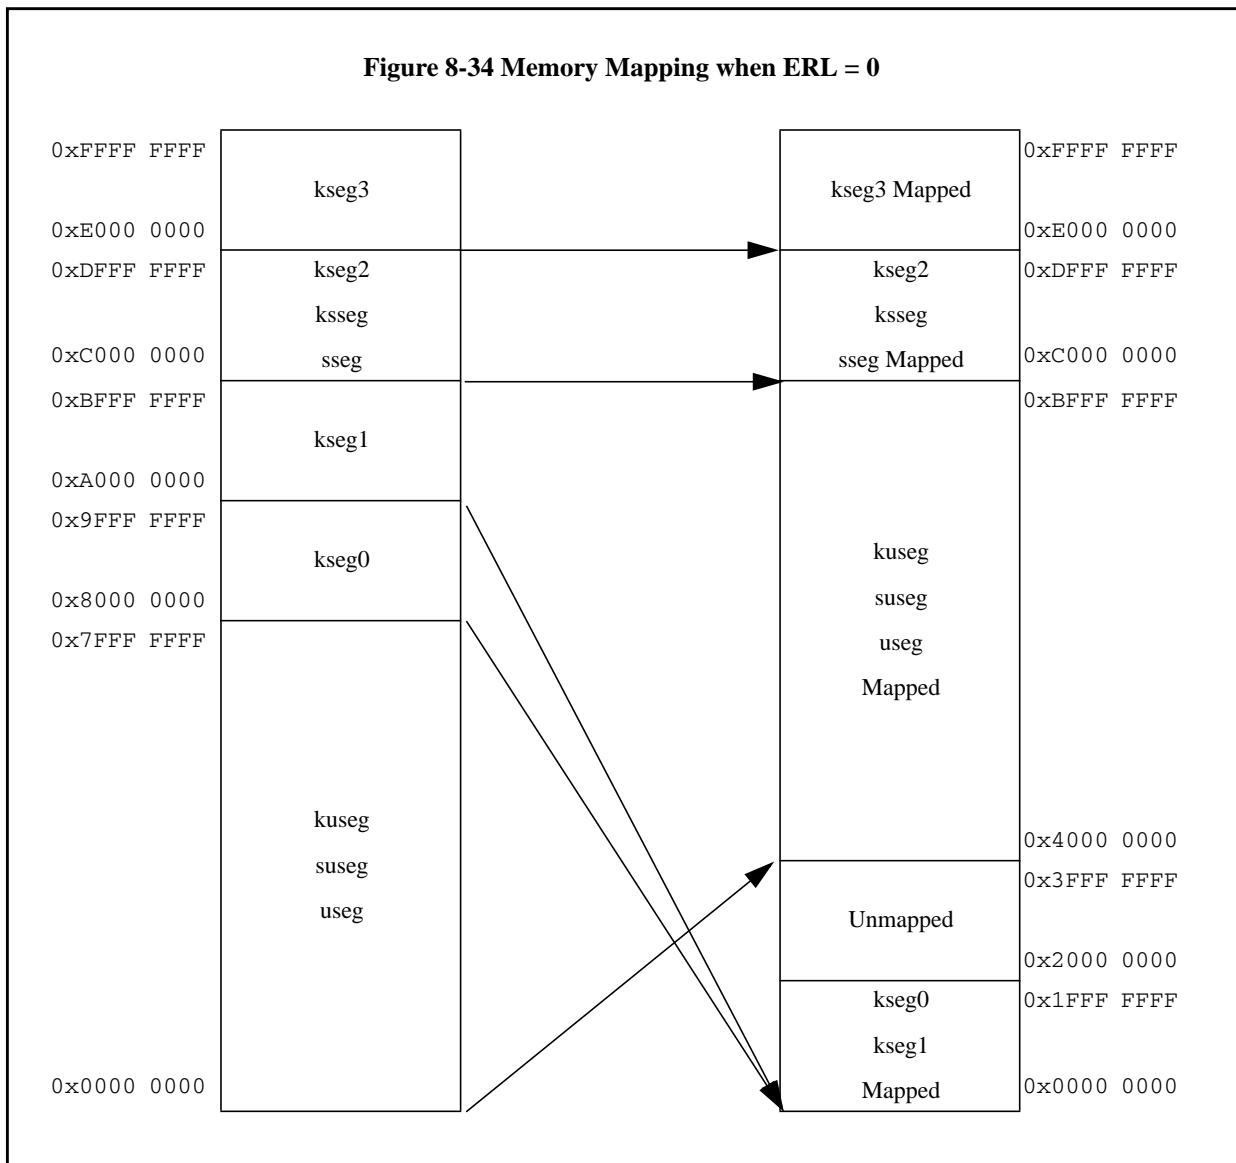 Figure 8-34 Memory Mapping when ERL = 0
0xFFFF FFFF
kseg3
0xE000 0000
0xDFFF FFFF
kseg2
ksseg
0xC000 0000
sseg
0xBFFF FFFF
kseg1
0xA000 0000
0x9FFF FFFF
kseg0
0x8000 0000
0x7FFF FFFF
kuseg
suseg
useg
0x0000 0000
0xFFFF FFFF
kseg3 Mapped
0xE000 0000
kseg2
0xDFFF FFFF
ksseg
sseg Mapped
0xC000 0000
0xBFFF FFFF
kuseg
suseg
useg
Mapped
0x4000 0000
0x3FFF FFFF
Unmapped
0x2000 0000
kseg0
0x1FFF FFFF
kseg1
Mapped
0x0000 0000